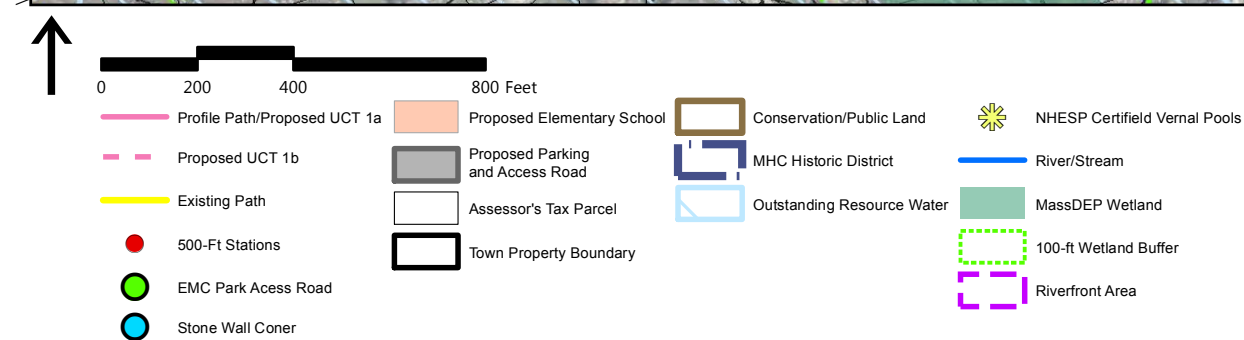 0 200 400 800 Feet
Profile Path/Proposed UCT 1a
Proposed UCT 1b
Existing Path
500-Ft Stations
EMC Park Acess Road
Stone Wall Coner
Proposed Elementary School
Proposed Parking
and Access Road
Assessor's Tax Parcel
Town Property Boundary
Conservation/Public Land
MHC Historic District
Outstanding Resource Water
NHESP Certifield Vernal Pools
River/Stream
MassDEP Wetland
100-ft Wetland Buffer
Riverfront Area